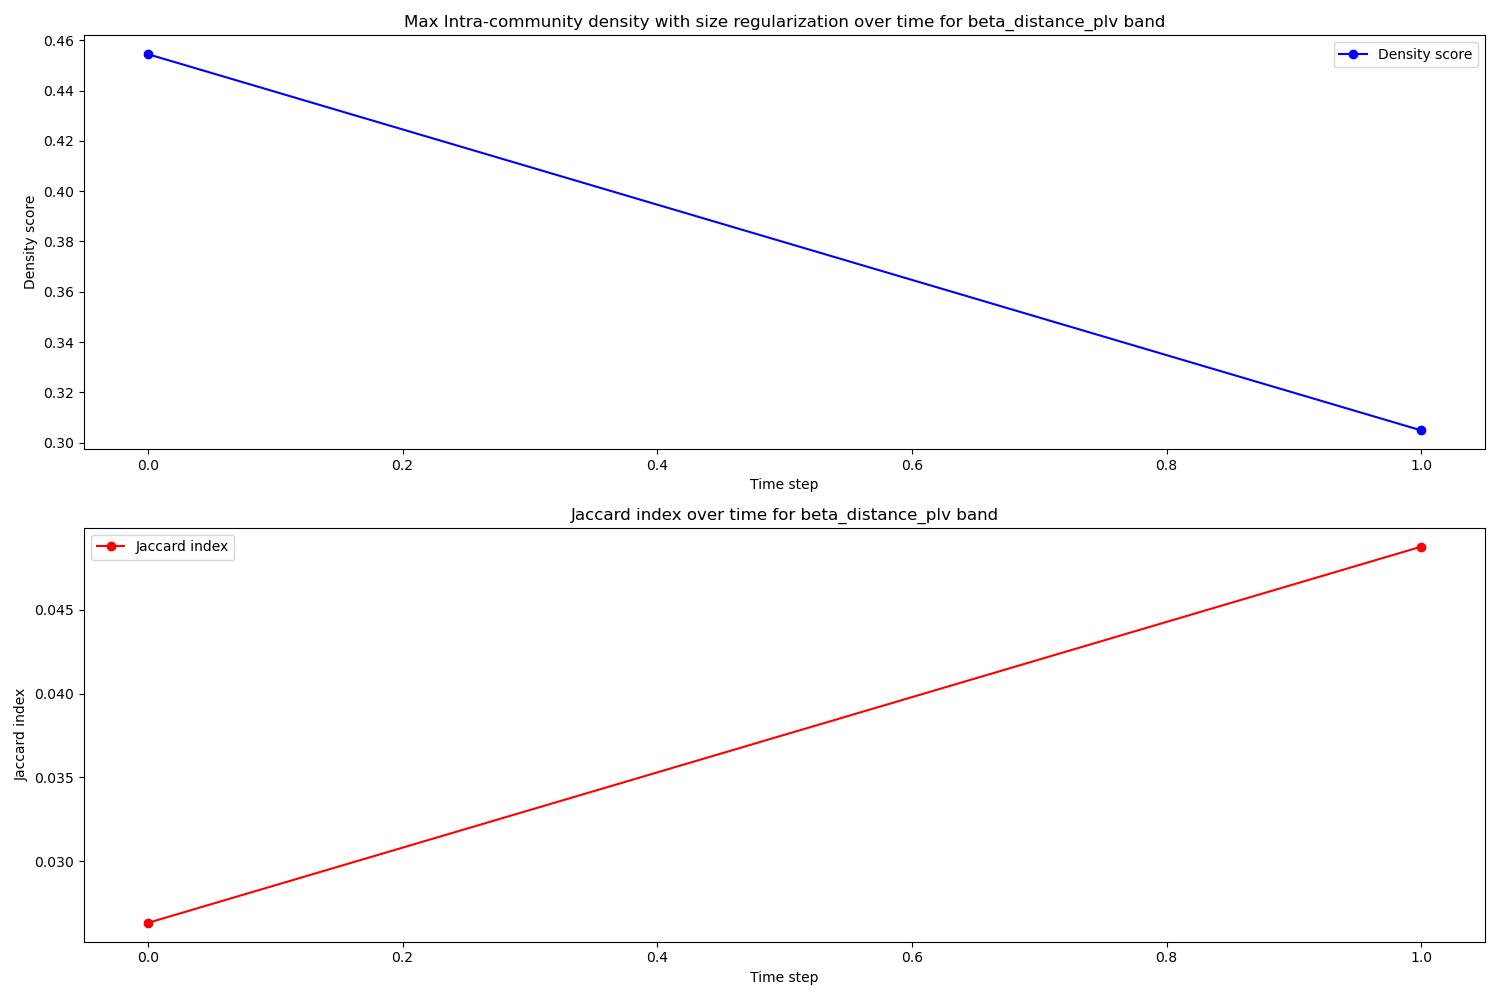 Max Intra-community density with size regularization over time for beta_distance_plv band
0.46
0.44
0.42
0.40
0.38
0.36
0.34
0.32
0.30
Density score
Density score
0.0 0.2 0.4 0.6 0.8 1.0
Time step
Jaccard index over time for beta_distance_plv band
Jaccard index
0.045
0.040
0.035
0.030
Jaccard index
0.0 0.2 0.4 0.6 0.8 1.0
Time step